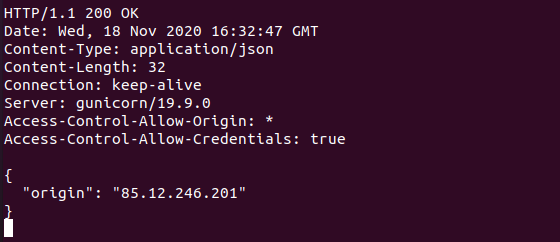 HTTP/1.1 200 OK
Date: Wed, 18 Nov 2020 16:32:47 GMT
Content-Type: application/json
Content-Length: 32
Connection: keep-alive
Server: gunicorn/19.9.0
Access-Control-Allow-Origin: *
Access-Control-Allow-Credentials: true

{
  "origin": "85.12.246.201"
}